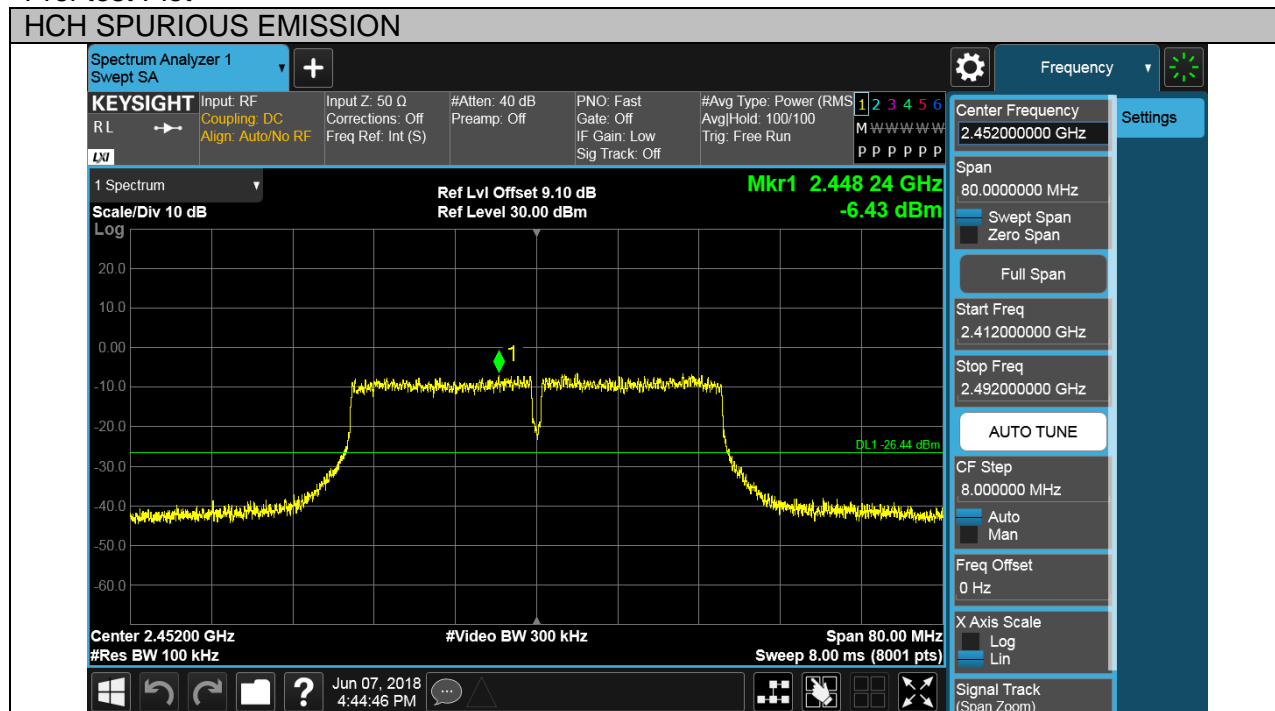 HCH SPURIOUS EMISSION
Spectrum Analyzer 1
Swept SA
Frequency
KEYSIGHT
RL
LXI
Input: RF
Coupling: DC
Align: Auto/No RF
Input Z: 50 Ω
Corrections: Off
Freq Ref: Int (S)
#Atten: 40 dB
Preamp: Off
PNO: Fast
Gate: Off
IF Gain: Low
Sig Track: Off
#Avg Type: Power (RMS
Avg|Hold: 100/100
Trig: Free Run
1 2 3 4 5 6
M W W W W W
P P P P P P
1 Spectrum
Scale/Div 10 dB
Log
Ref Lvl Offset 9.10 dB
Ref Level 30.00 dBm
Mkr1 2.448 24 GHz
-6.43 dBm
20.0
10.0
0.00
-10.0
-20.0
-30.0
-40.0
-50.0
-60.0
1
DL1 -26.44 dBm
Center 2.45200 GHz
#Res BW 100 kHz
#Video BW 300 kHz
Span 80.00 MHz
Sweep 8.00 ms (8001 pts)
?
Jun 07, 2018
4:44:46 PM
Center Frequency
2.452000000 GHz
Settings
Span
80.0000000 MHz
Swept Span
Zero Span
Full Span
Start Freq
2.412000000 GHz
Stop Freq
2.492000000 GHz
AUTO TUNE
CF Step
8.000000 MHz
Auto
Man
Freq Offset
0 Hz
X Axis Scale
Log
Lin
Signal Track
(Span Zoom)